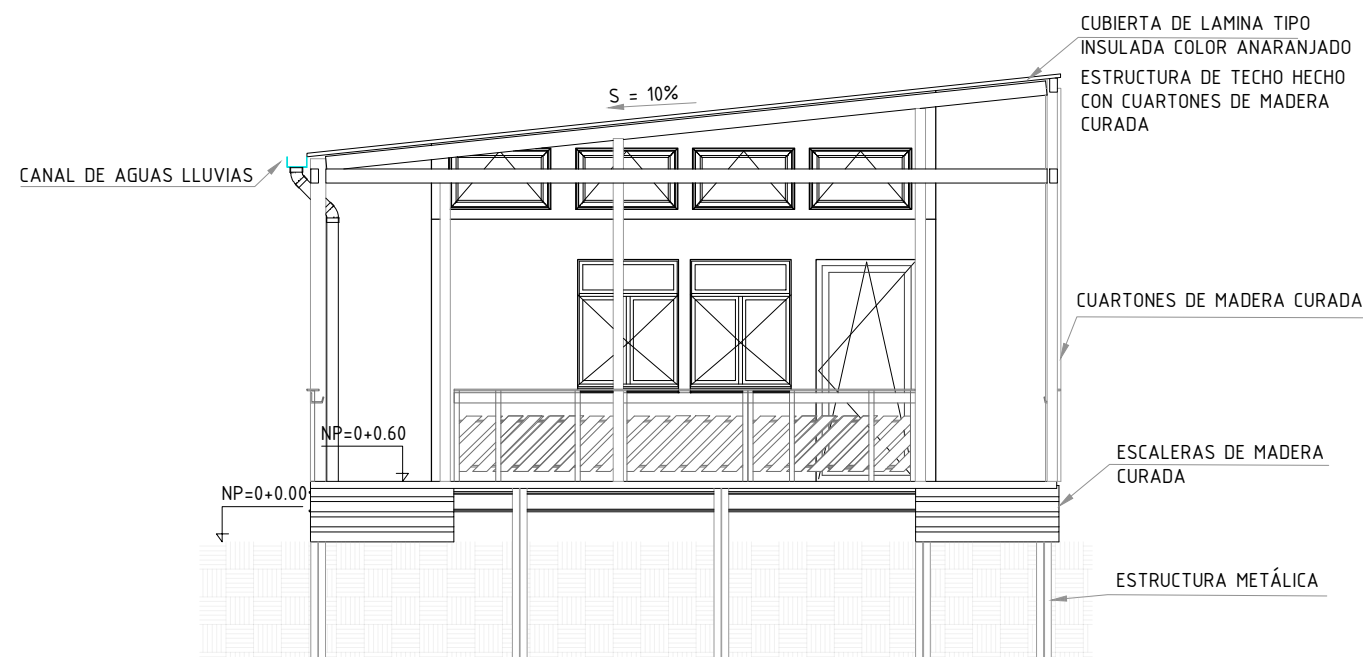 CUBIERTA DE LAMINA TIPO
INSULADA COLOR ANARANJADO
ESTRUCTURA DE TECHO HECHO
CON CUARTONES DE MADERA
CURADA
S = 10%
CANAL DE AGUAS LLUVIAS
CUARTONES DE MADERA CURADA
NP=0+0.60
ESCALERAS DE MADERA
CURADA
NP=0+0.00
ESTRUCTURA METÁLICA